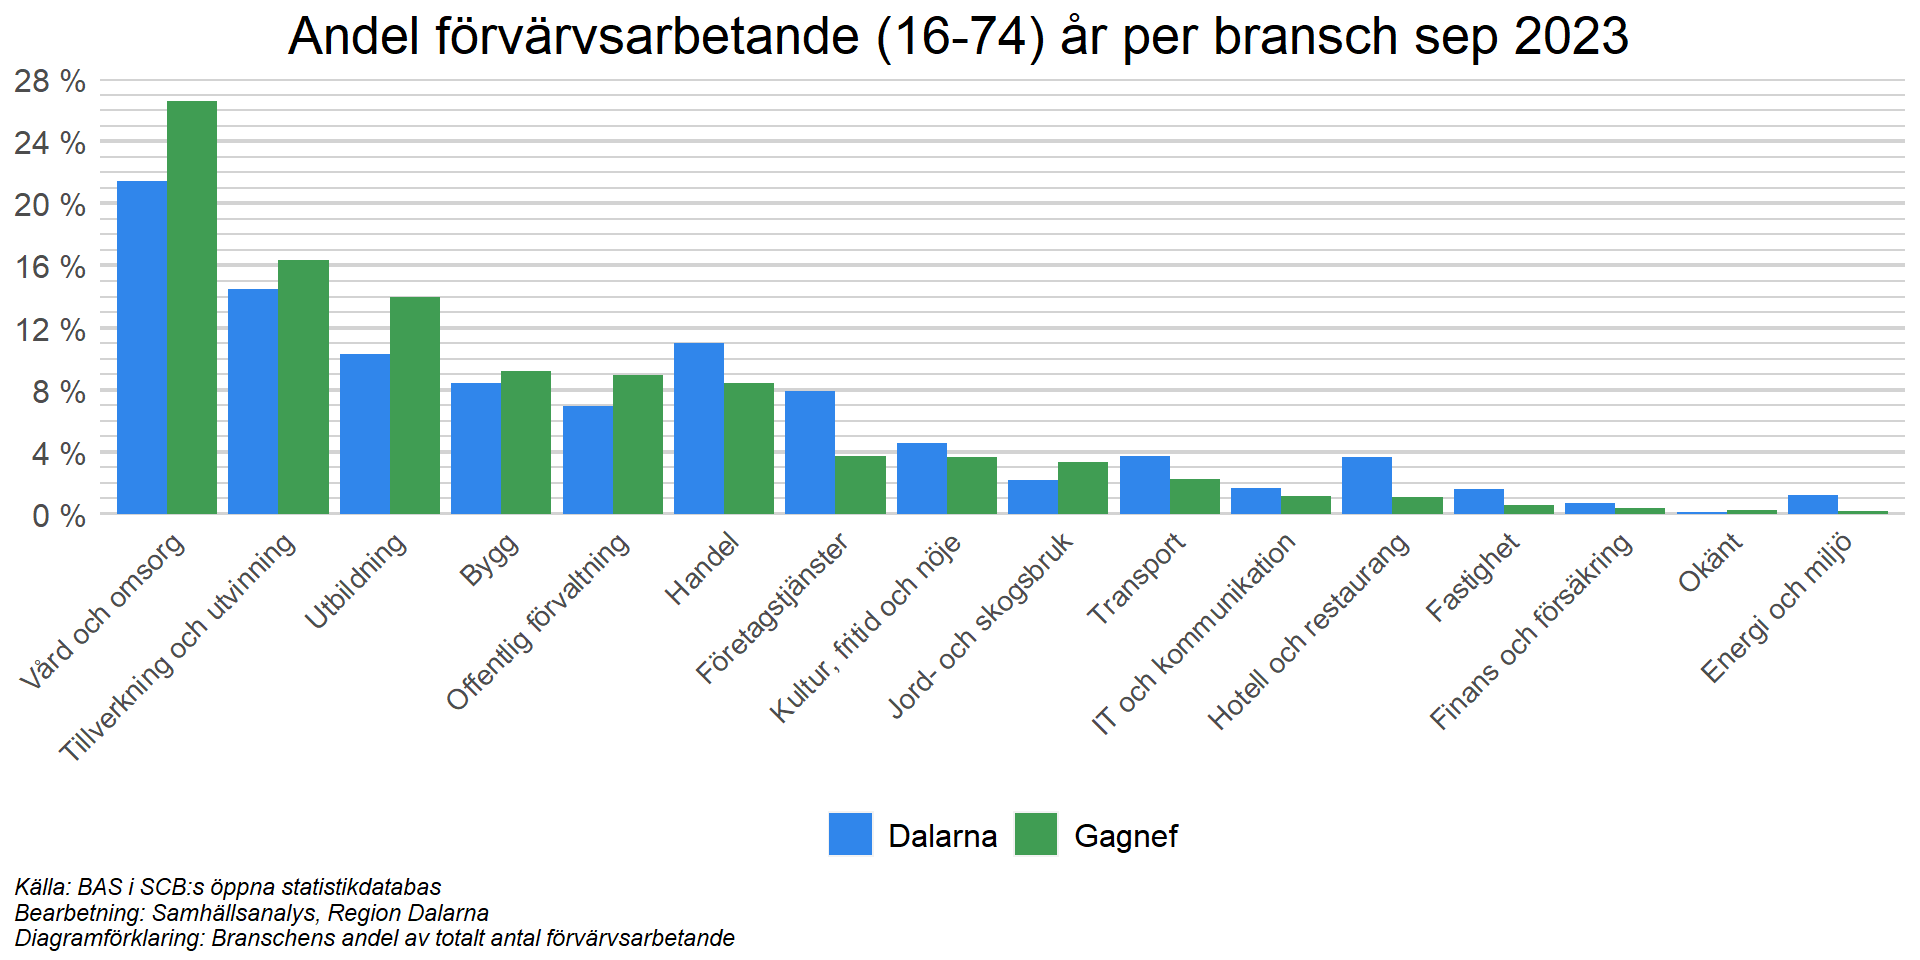 Andel förvärvsarbetande (16-74) år per bransch sep 2023
28 %
24 %
20 %
16 %
12 %
8 %
4 %
0 %
Vård och omsorg
Tillverkning och utvinning
Utbildning
Bygg
Offentlig förvaltning
Handel
Företagstjänster
Kultur, fritid och nöje
Jord- och skogsbruk
Transport
IT och kommunikation
Hotell och restaurang
Fastighet
Finans och försäkring
Okänt
Energi och miljö
Dalarna
Gagnef
Källa: BAS i SCB:s öppna statistikdatabas
Bearbetning: Samhällsanalys, Region Dalarna
Diagramförklaring: Branschens andel av totalt antal förvärvsarbetande